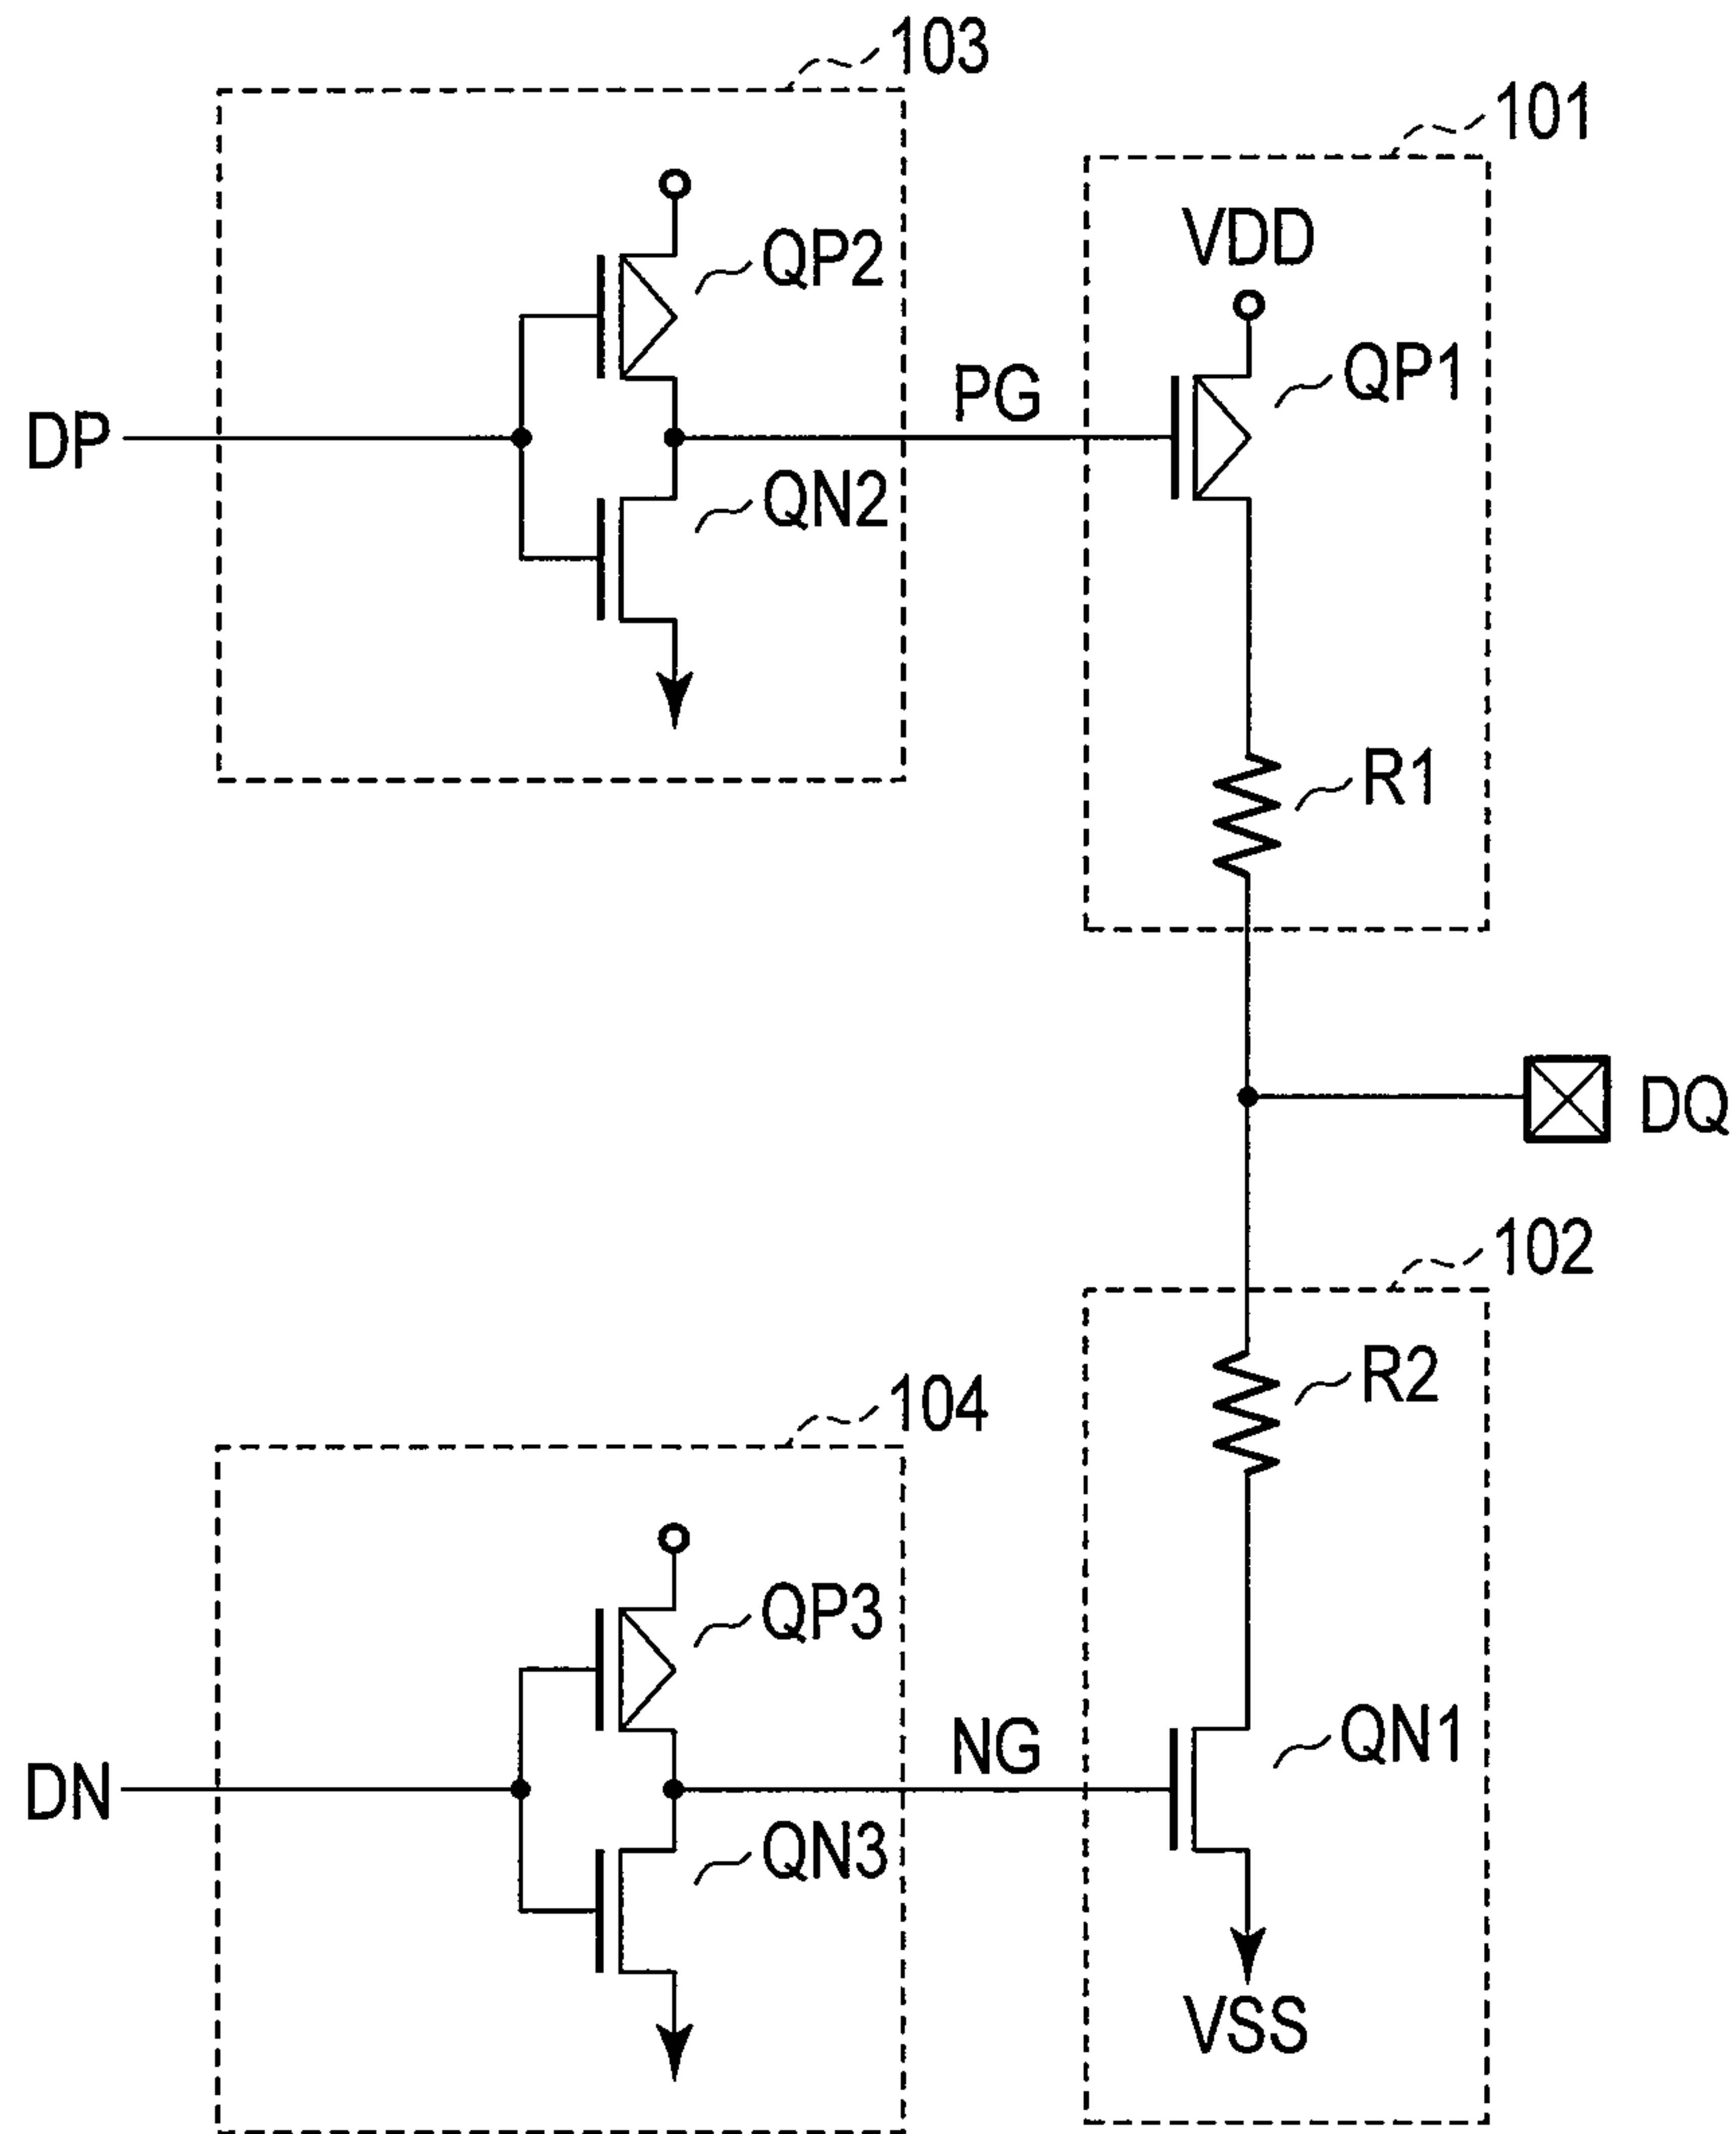 103
101
VDD
QP2
QP1
PG
DP
QN2
R1
DQ
102
R2
104
QP3
QN1
NG
DN
QN3
VSS